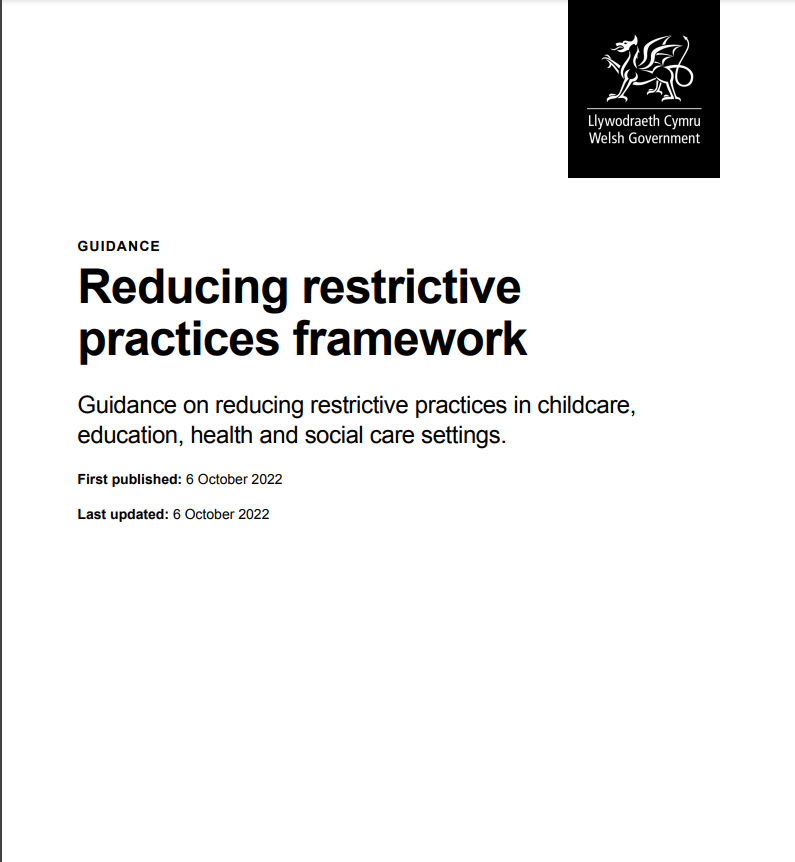 Llywodraeth Cymru
Welsh Government
GUIDANCE
Reducing restrictive
practices framework
Guidance on reducing restrictive practices in childcare,
education, health and social care settings.
First published: 6 October 2022
Last updated: 6 October 2022